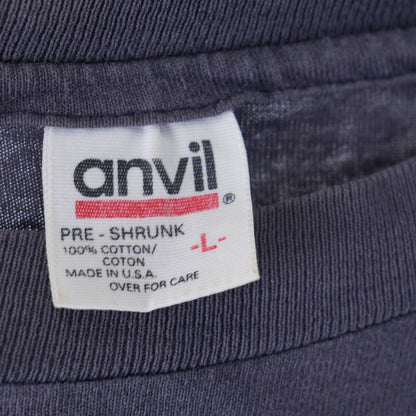 anvil®
PRE - SHRUNK
100% COTTON/
COTON
-L-
MADE IN U.S.A.
OVER FOR CARE